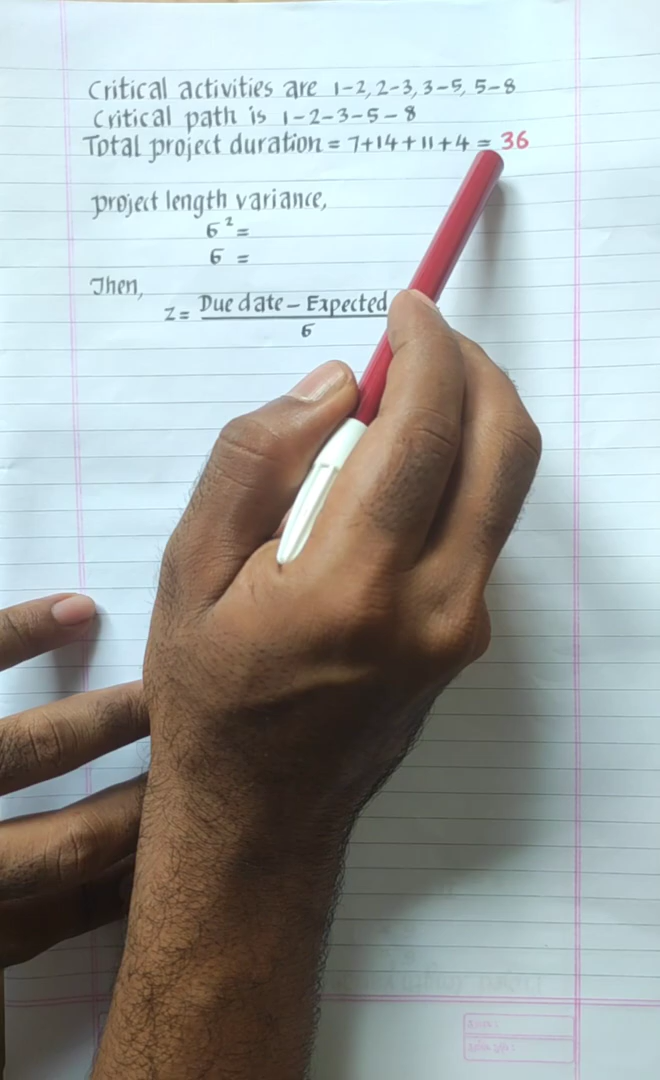 Critical activities are 1-2, 2-3, 3-5, 5-8
Critical path is 1-2-3-5-8
Total project duration = 7+14+11+4 = 36
project length variance,
6² =
6 =
Then,
Z = Due date - Expected
6